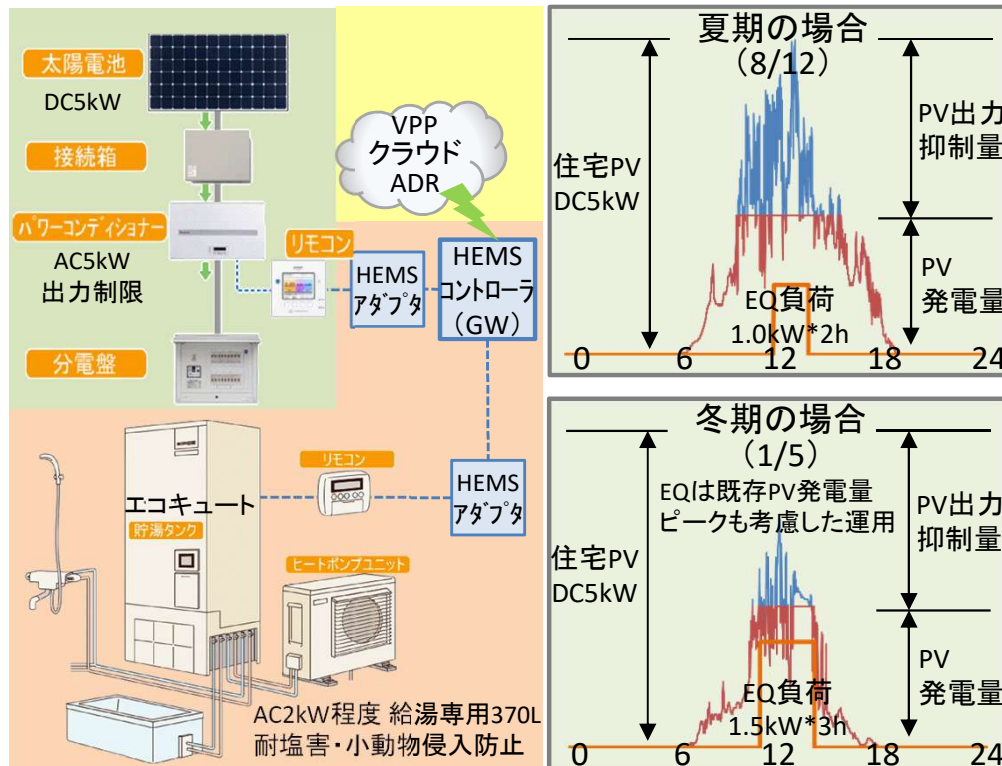 太陽電池
DC5kW
接続箱
パワーコンディショナー
AC5kW
出力制限
分電盤
VPP
クラウド
ADR
リモコン
HEMS
アダプタ
HEMS
コントローラ
（GW）
エコキュート
貯湯タンク
リモコン
HEMS
アダプタ
ヒートポンプユニット
AC2kW程度 給湯専用370L
耐塩害・小動物侵入防止
夏期の場合
（8/12）
住宅PV
DC5kW
PV出力
抑制量
PV
発電量
EQ負荷
1.0kW*2h
0 6 12 18 24
冬期の場合
（1/5）
EQは既存PV発電量
ピークも考慮した運用
住宅PV
DC5kW
PV出力
抑制量
PV
発電量
EQ負荷
1.5kW*3h
0 6 12 18 24